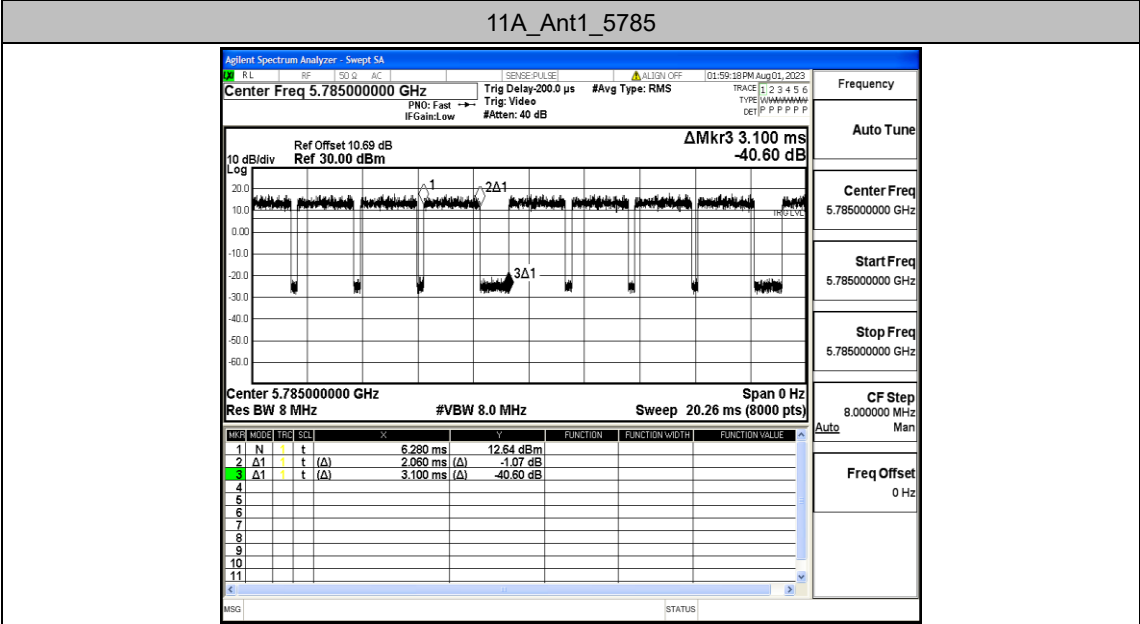 11A_Ant1_5785
Agilent Spectrum Analyzer - Swept SA
RL RF 50 Ω AC SENSE:PULSE ALIGN OFF 01:59:18 PM Aug 01, 2023
Center Freq 5.785000000 GHz
PNO: Fast
IFGain:Low
Trig Delay-200.0 µs
Trig: Video
#Atten: 40 dB
#Avg Type: RMS
TRACE 1 2 3 4 5 6
TYPE
DET P P P P P P
ΔMkr3 3.100 ms
-40.60 dB
Ref Offset 10.69 dB
10 dB/div Ref 30.00 dBm
Log
20.0
10.0
0.00
-10.0
-20.0
-30.0
-40.0
-50.0
-60.0
1
2Δ1
3Δ1
TRIG LVL
Center 5.785000000 GHz Span 0 Hz
Res BW 8 MHz #VBW 8.0 MHz Sweep 20.26 ms (8000 pts)
MKR MODE TRC SCL X Y FUNCTION FUNCTION WIDTH FUNCTION VALUE
1 N 1 t 6.280 ms 12.64 dBm
2 Δ1 1 t (Δ) 2.060 ms (Δ) -1.07 dB
3 Δ1 1 t (Δ) 3.100 ms (Δ) -40.60 dB
4
5
6
7
8
9
10
11
MSG STATUS
Frequency
Auto Tune
Center Freq
5.785000000 GHz
Start Freq
5.785000000 GHz
Stop Freq
5.785000000 GHz
CF Step
8.000000 MHz
Auto Man
Freq Offset
0 Hz